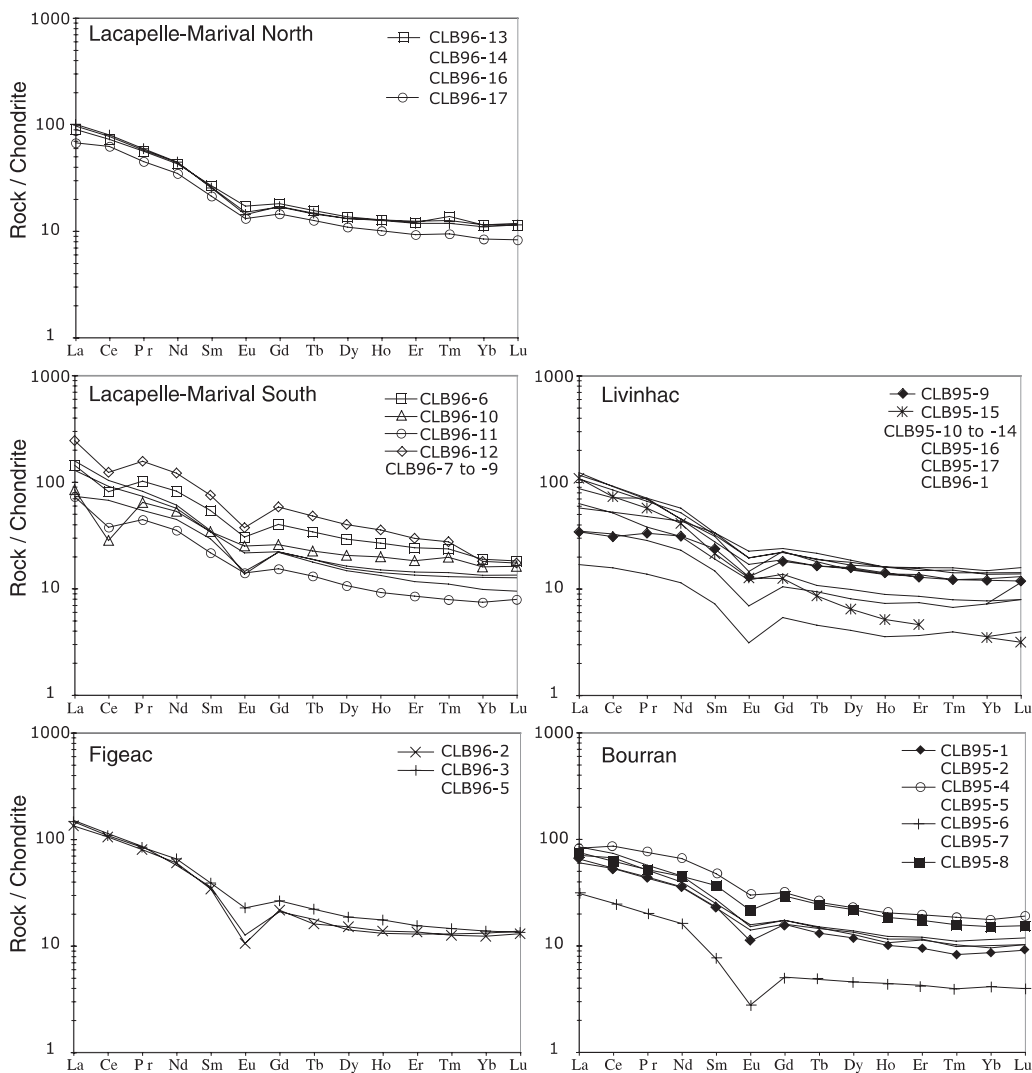 Lacapelle-Marival North
CLB96-13
CLB96-14
CLB96-16
CLB96-17
Rock / Chondrite
1000
100
10
1
La Ce P r Nd Sm Eu Gd Tb Dy Ho Er Tm Yb Lu
Lacapelle-Marival South
CLB96-6
CLB96-10
CLB96-11
CLB96-12
CLB96-7 to -9
1000
100
10
1
La Ce P r Nd Sm Eu Gd Tb Dy Ho Er Tm Yb Lu
Livinhac
CLB95-9
CLB95-15
CLB95-10 to -14
CLB95-16
CLB95-17
CLB96-1
1000
100
10
1
La Ce Pr Nd Sm Eu Gd Tb Dy Ho Er Tm Yb Lu
Figeac
CLB96-2
CLB96-3
CLB96-5
Rock / Chondrite
1000
100
10
1
La Ce Pr Nd Sm Eu Gd Tb Dy Ho Er Tm Yb Lu
Bourran
CLB95-1
CLB95-2
CLB95-4
CLB95-5
CLB95-6
CLB95-7
CLB95-8
1000
100
10
1
La Ce Pr Nd Sm Eu Gd Tb Dy Ho Er Tm Yb Lu